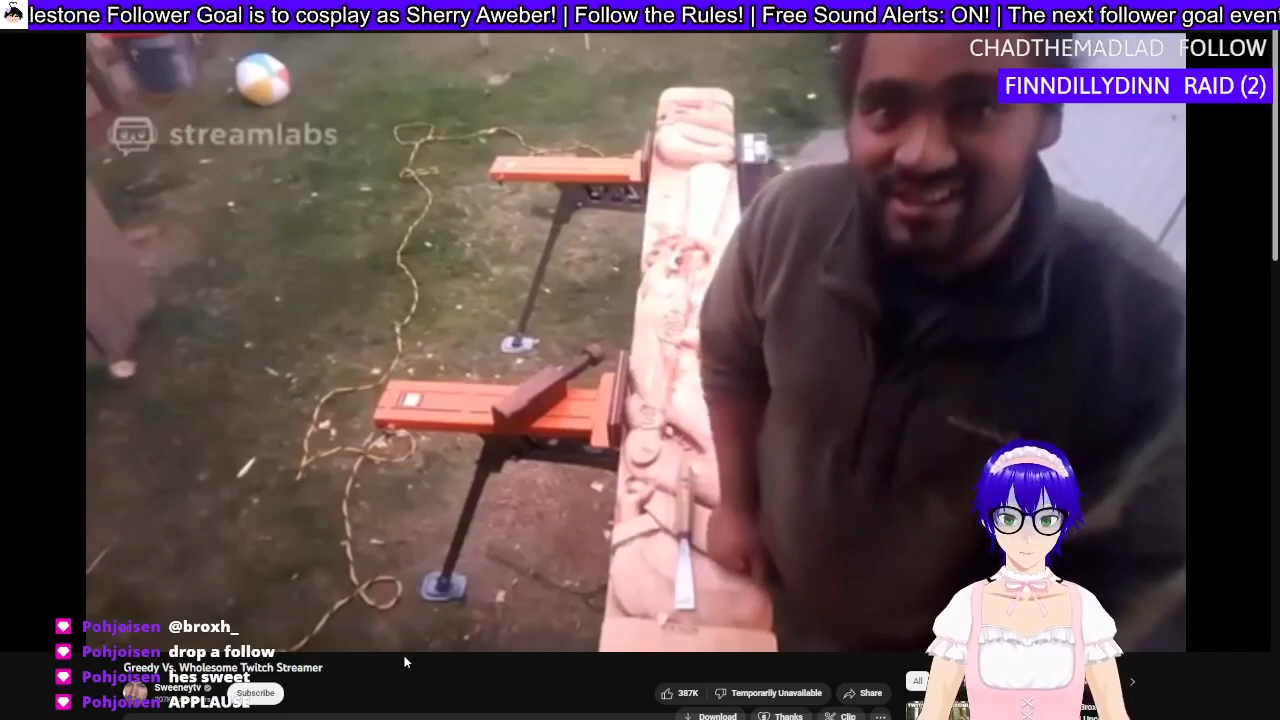 lestone Follower Goal is to cosplay as Sherry Aweber! | Follow the Rules! | Free Sound Alerts: ON! | The next follower goal even
CHADTHEMADLAD FOLLOW
FINNDILLYDINN RAID (2)
streamlabs
Pohjoisen @broxh_
Pohjoisen drop a follow
Greedy Vs. Wholesome Twitch Streamer
Pohjoisen hes sweet
Sweeneytv
Subscribe
387K
Temporarily Unavailable
Share
All
Pohjoisen APPLAUSE
Download
Thanks
Clip